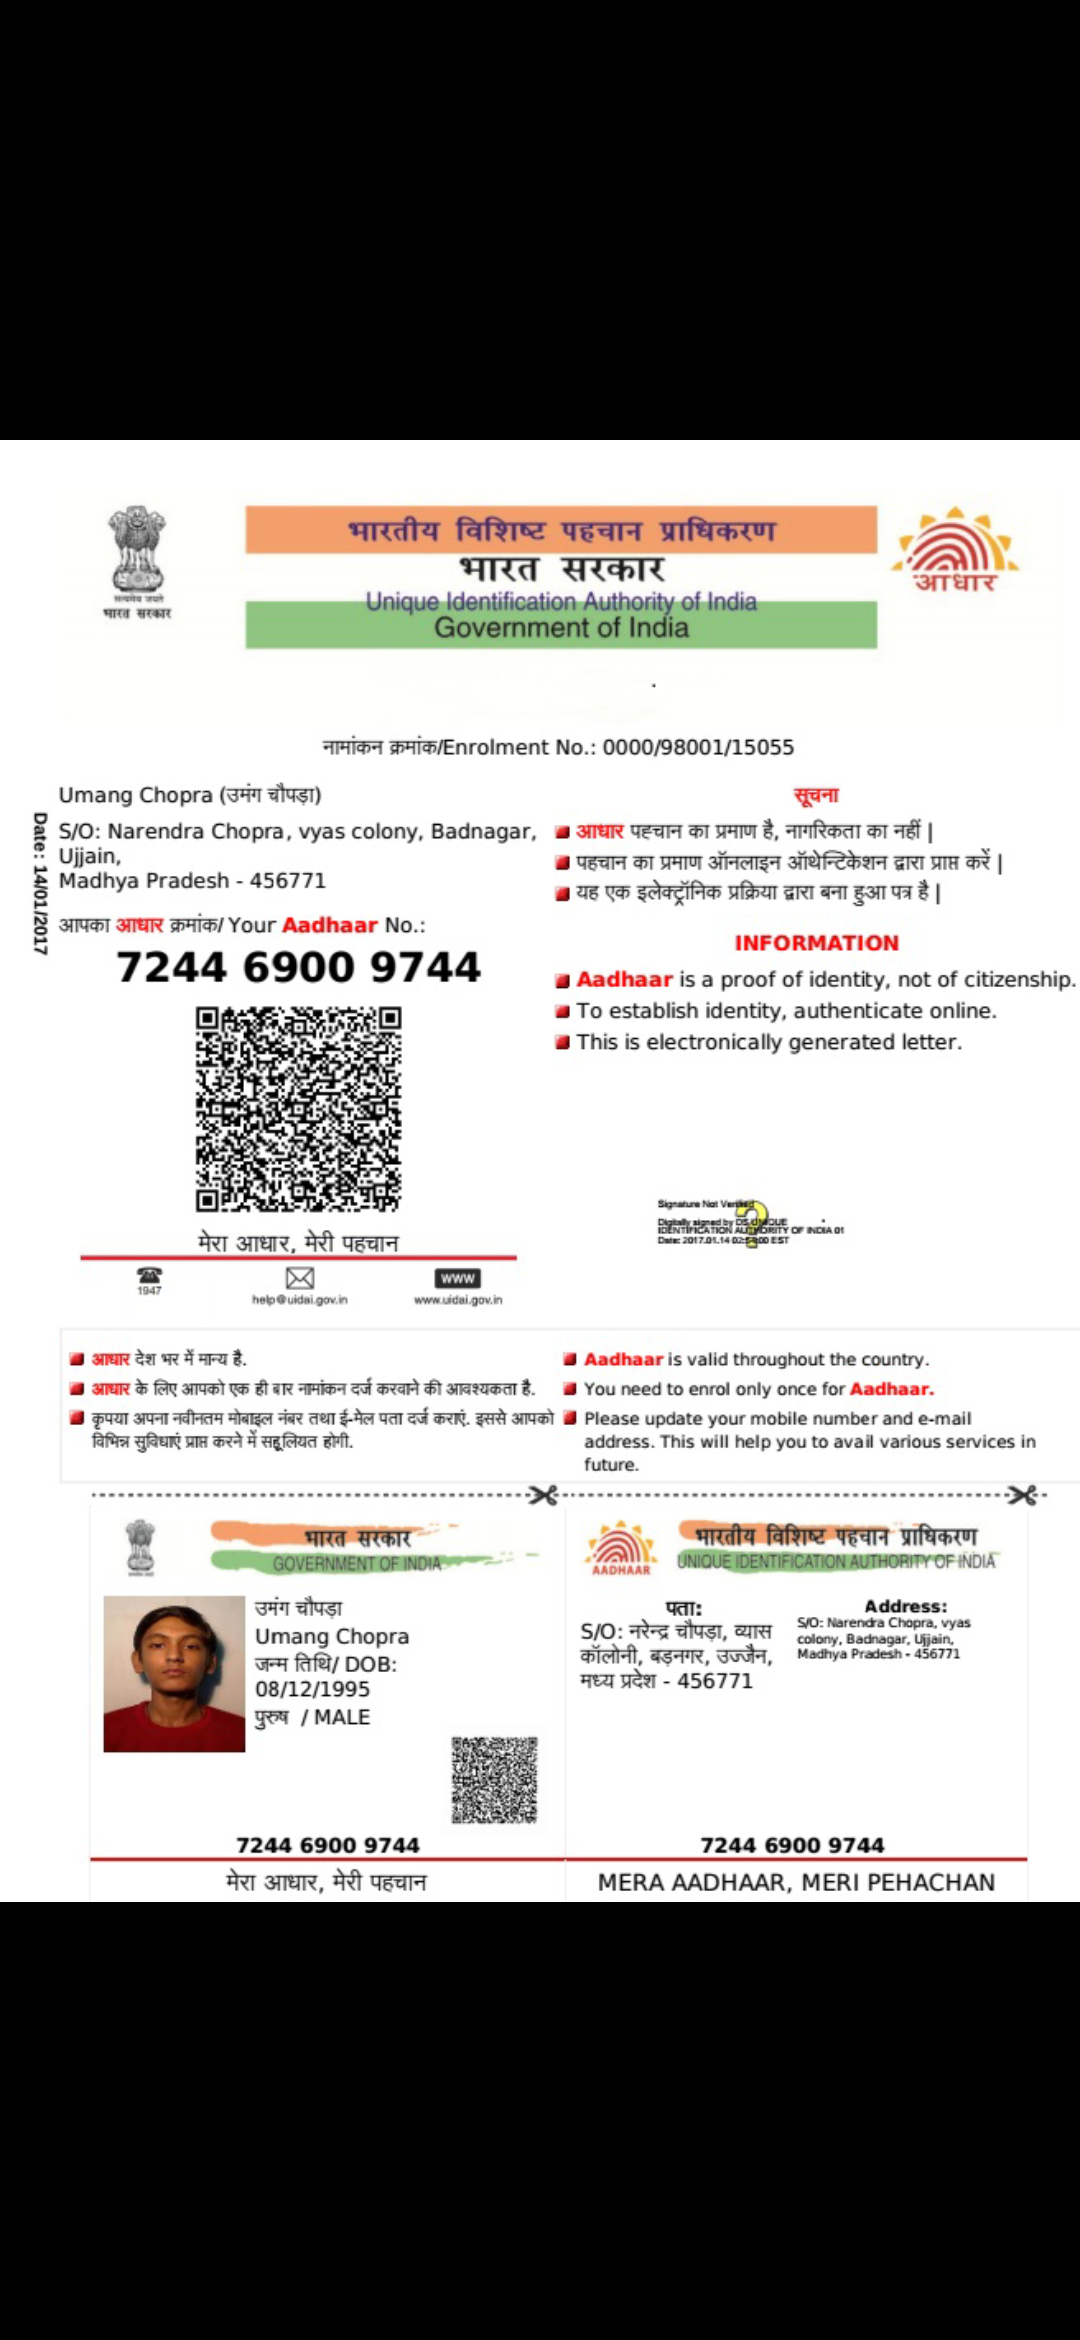 भारतीय विशिष्ट पहचान प्राधिकरण
भारत सरकार
Unique Identification Authority of India
Government of India
सत्यमेव जयते
भारत सरकार
आधार
नामांकन क्रमांक/Enrolment No.: 0000/98001/15055
Date: 14/01/2017
Umang Chopra (उमंग चौपड़ा)
S/O: Narendra Chopra, vyas colony, Badnagar,
Ujjain,
Madhya Pradesh - 456771
आपका आधार क्रमांक/ Your Aadhaar No.:
7244 6900 9744
मेरा आधार, मेरी पहचान
1947
help@uidai.gov.in
www
www.uidai.gov.in
सूचना
आधार पहचान का प्रमाण है, नागरिकता का नहीं |
पहचान का प्रमाण ऑनलाइन ऑथेन्टिकेशन द्वारा प्राप्त करें |
यह एक इलेक्ट्रॉनिक प्रक्रिया द्वारा बना हुआ पत्र है |
INFORMATION
Aadhaar is a proof of identity, not of citizenship.
To establish identity, authenticate online.
This is electronically generated letter.
Signature Not Verified
Digitally signed by DS UNIQUE
IDENTIFICATION AUTHORITY OF INDIA 01
Date: 2017.01.14 EST
आधार देश भर में मान्य है.
आधार के लिए आपको एक ही बार नामांकन दर्ज करवाने की आवश्यकता है.
कृपया अपना नवीनतम मोबाइल नंबर तथा ई-मेल पता दर्ज कराएं. इससे आपको
विभिन्न सुविधाएं प्राप्त करने में सहूलियत होगी.
Aadhaar is valid throughout the country.
You need to enrol only once for Aadhaar.
Please update your mobile number and e-mail
address. This will help you to avail various services in
future.
भारत सरकार
GOVERNMENT OF INDIA
उमंग चौपड़ा
Umang Chopra
जन्म तिथि/ DOB:
08/12/1995
पुरुष / MALE
7244 6900 9744
मेरा आधार, मेरी पहचान
AADHAAR
भारतीय विशिष्ट पहचान प्राधिकरण
UNIQUE IDENTIFICATION AUTHORITY OF INDIA
पता:
S/O: नरेन्द्र चौपड़ा, व्यास
कॉलोनी, बड़नगर, उज्जैन,
मध्य प्रदेश - 456771
Address:
S/O: Narendra Chopra, vyas
colony, Badnagar, Ujjain,
Madhya Pradesh - 456771
7244 6900 9744
MERA AADHAAR, MERI PEHACHAN